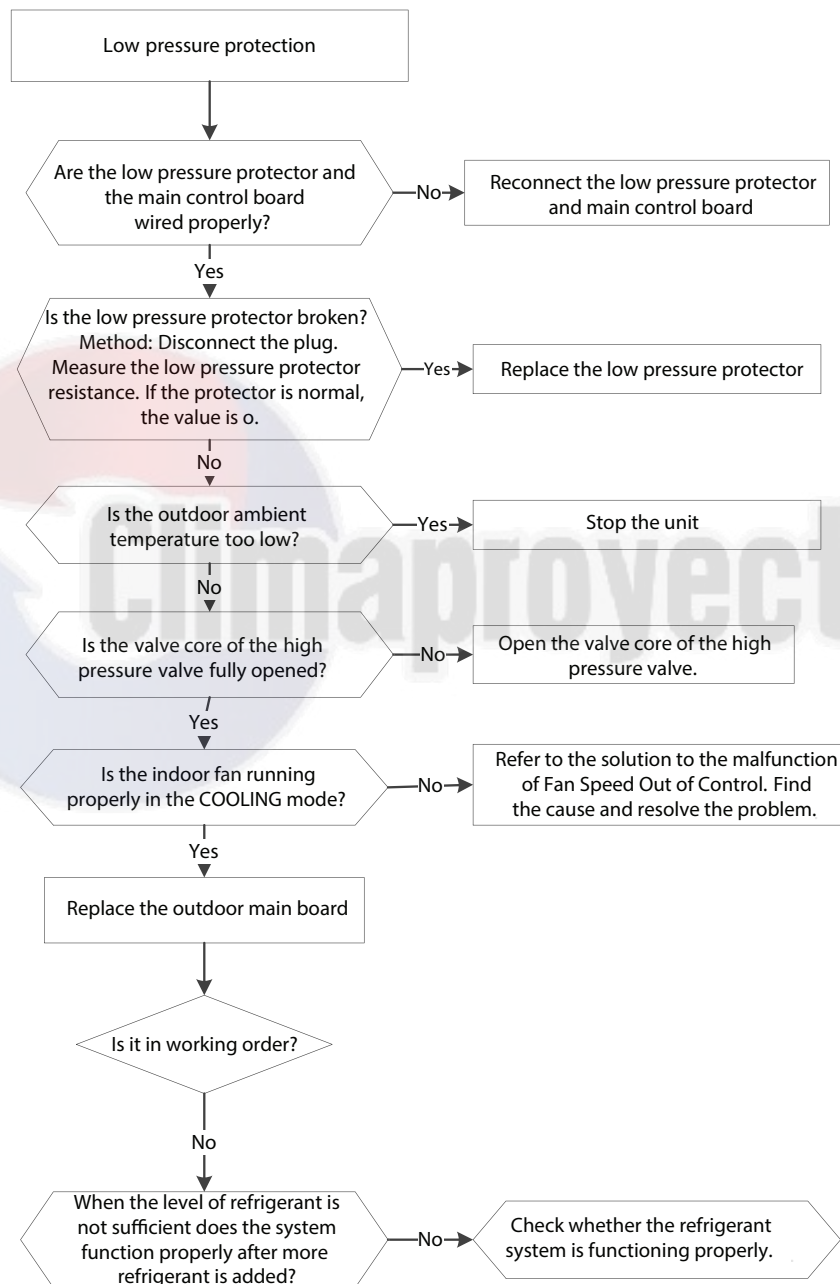 Low pressure protection
Are the low pressure protector and
the main control board
wired properly?
No
Reconnect the low pressure protector
and main control board
Yes
Is the low pressure protector broken?
Method: Disconnect the plug.
Measure the low pressure protector
resistance. If the protector is normal,
the value is o.
Yes
Replace the low pressure protector
No
Is the outdoor ambient
temperature too low?
Yes
Stop the unit
No
Climaproyect
Is the valve core of the high
pressure valve fully opened?
No
Open the valve core of the high
pressure valve.
Yes
Is the indoor fan running
properly in the COOLING mode?
No
Refer to the solution to the malfunction
of Fan Speed Out of Control. Find
the cause and resolve the problem.
Yes
Replace the outdoor main board
Is it in working order?
No
When the level of refrigerant is
not sufficient does the system
function properly after more
refrigerant is added?
No
Check whether the refrigerant
system is functioning properly.